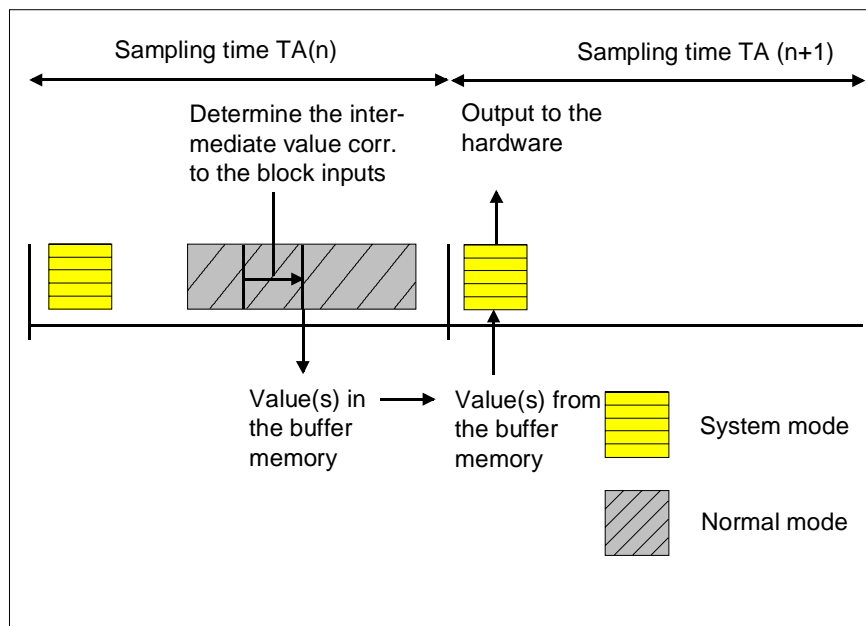 Sampling time TA(n)
Sampling time TA (n+1)
Determine the inter-
mediate value corr.
to the block inputs
Output to the
hardware
Value(s) in
the buffer
memory
Value(s) from
the buffer
memory
System mode
Normal mode